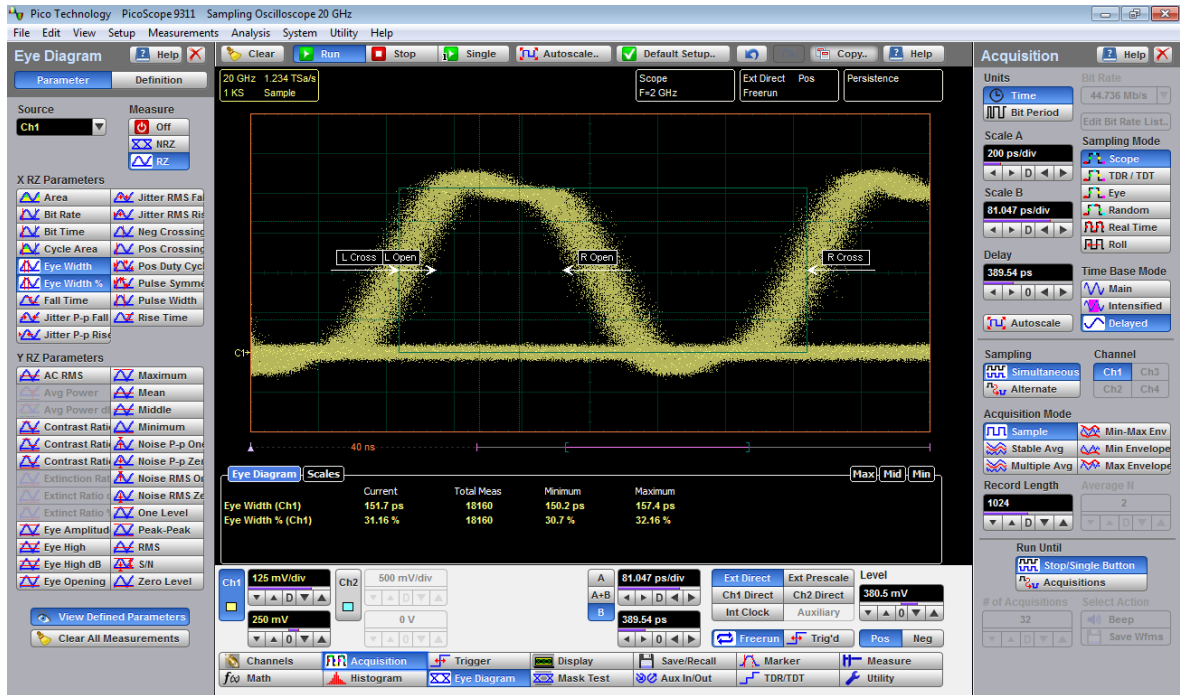 Pico Technology PicoScope 9311 Sampling Oscilloscope 20 GHz
File Edit View Setup Measurements Analysis System Utility Help
Eye Diagram Help
Parameter Definition
Source Measure
Ch1 Off
NRZ
RZ
X RZ Parameters
Area Jitter RMS Fal
Bit Rate Jitter RMS Ris
Bit Time Neg Crossing
Cycle Area Pos Crossing
Eye Width Pos Duty Cycl
Eye Width % Pulse Symme
Fall Time Pulse Width
Jitter P-p Fall Rise Time
Jitter P-p Rise
Y RZ Parameters
AC RMS Maximum
Avg Power Mean
Avg Power dB Middle
Contrast Rati Minimum
Contrast Rati Noise P-p One
Contrast Rati Noise P-p Zer
Extinction Rat Noise RMS On
Extinct Ratio d Noise RMS Ze
Extinct Ratio % One Level
Eye Amplitud Peak-Peak
Eye High RMS
Eye High dB S/N
Eye Opening Zero Level
View Defined Parameters
Clear All Measurements
Clear Run Stop Single Autoscale.. Default Setup.. Copy.. Help
20 GHz 1.234 TSa/s
1 KS Sample
Scope
F=2 GHz
Ext Direct Pos
Freerun
Persistence
L Cross L Open R Open R Cross
C1+
40 ns
Eye Diagram Scales Max Mid Min
Current Total Meas Minimum Maximum
Eye Width (Ch1) 151.7 ps 18160 150.2 ps 157.4 ps
Eye Width % (Ch1) 31.16 % 18160 30.7 % 32.16 %
Ch1 125 mV/div Ch2 500 mV/div A 81.047 ps/div Ext Direct Ext Prescale Level
D D A+B D Ch1 Direct Ch2 Direct 380.5 mV
250 mV 0 V B 389.54 ps Int Clock Auxiliary 0
0 0 0 Freerun Trig'd Pos Neg
Channels Acquisition Trigger Display Save/Recall Marker Measure
f(x) Math Histogram Eye Diagram Mask Test Aux In/Out TDR/TDT Utility
Acquisition Help
Units Bit Rate
Time 44.736 Mb/s
Bit Period Edit Bit Rate List..
Scale A Sampling Mode
200 ps/div Scope
D TDR / TDT
Scale B Eye
81.047 ps/div Random
D Real Time
Roll
Delay
389.54 ps Time Base Mode
0 Main
Intensified
Autoscale Delayed
Sampling Channel
Simultaneous Ch1 Ch3
Alternate Ch2 Ch4
Acquisition Mode
Sample Min-Max Env
Stable Avg Min Envelope
Multiple Avg Max Envelope
Record Length Average N
1024 2
D D
Run Until
Stop/Single Button
Acquisitions
# of Acquisitions Select Action
32 Beep
D Save Wfms